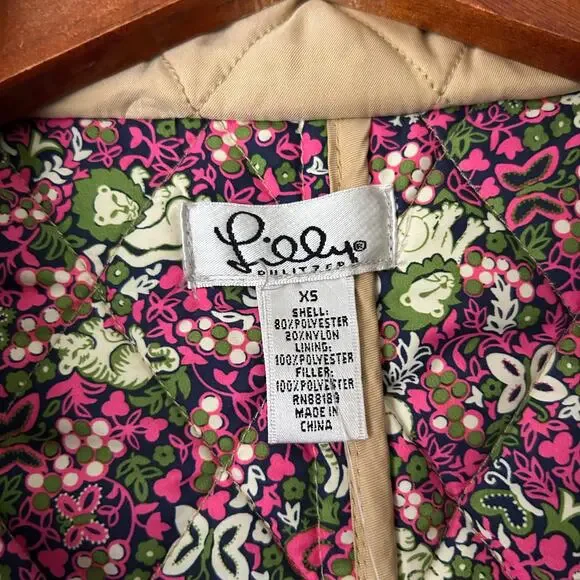 Lilly®
PULITZER
XS
SHELL:
80%POLYESTER
20%NYLON
LINING:
100%POLYESTER
FILLER:
100%POLYESTER
RN88189
MADE IN
CHINA